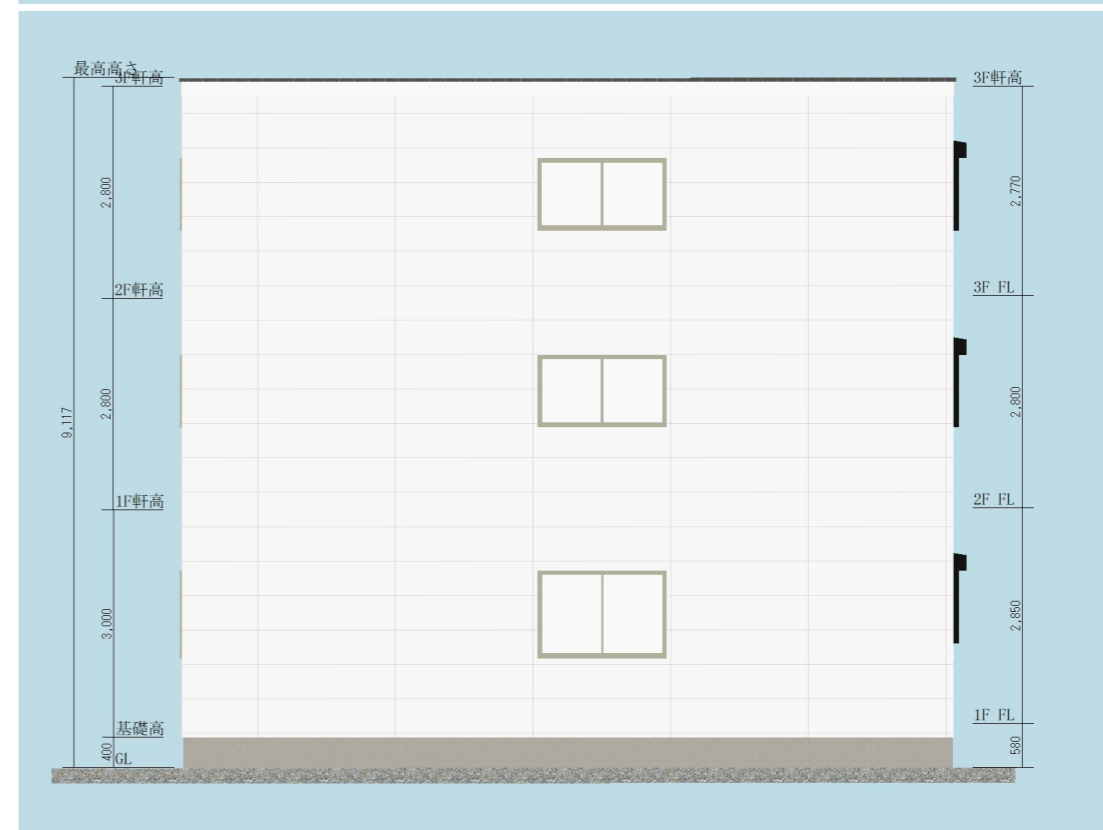 最高高さ
3F軒高
3F軒高
2,800
2,770
2F軒高
3F FL
2,800
2,800
9,117
1F軒高
2F FL
3,000
2,850
基礎高
1F FL
400
GL
580